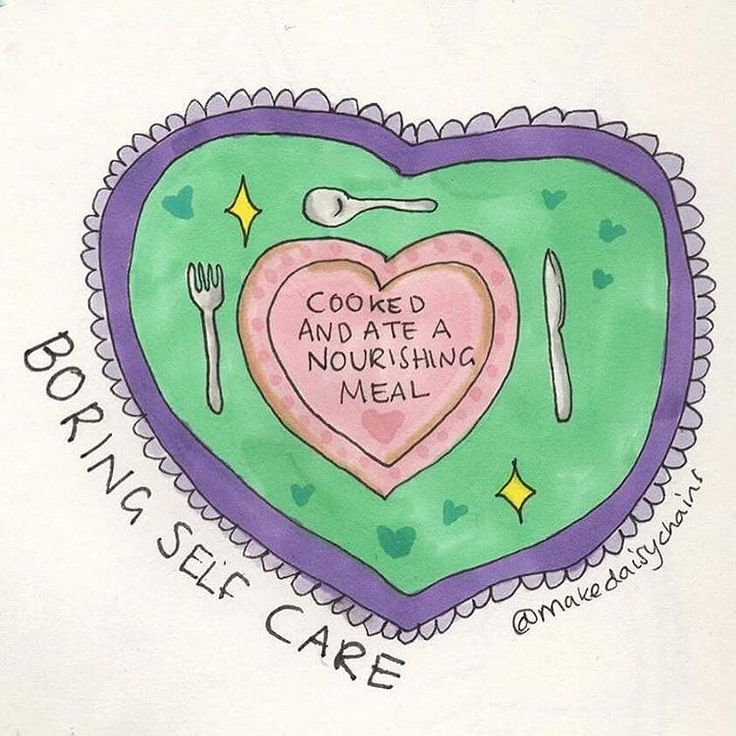 COOKED
AND ATE A
NOURISHING
MEAL
BORING SELF CARE
@makedaisychains